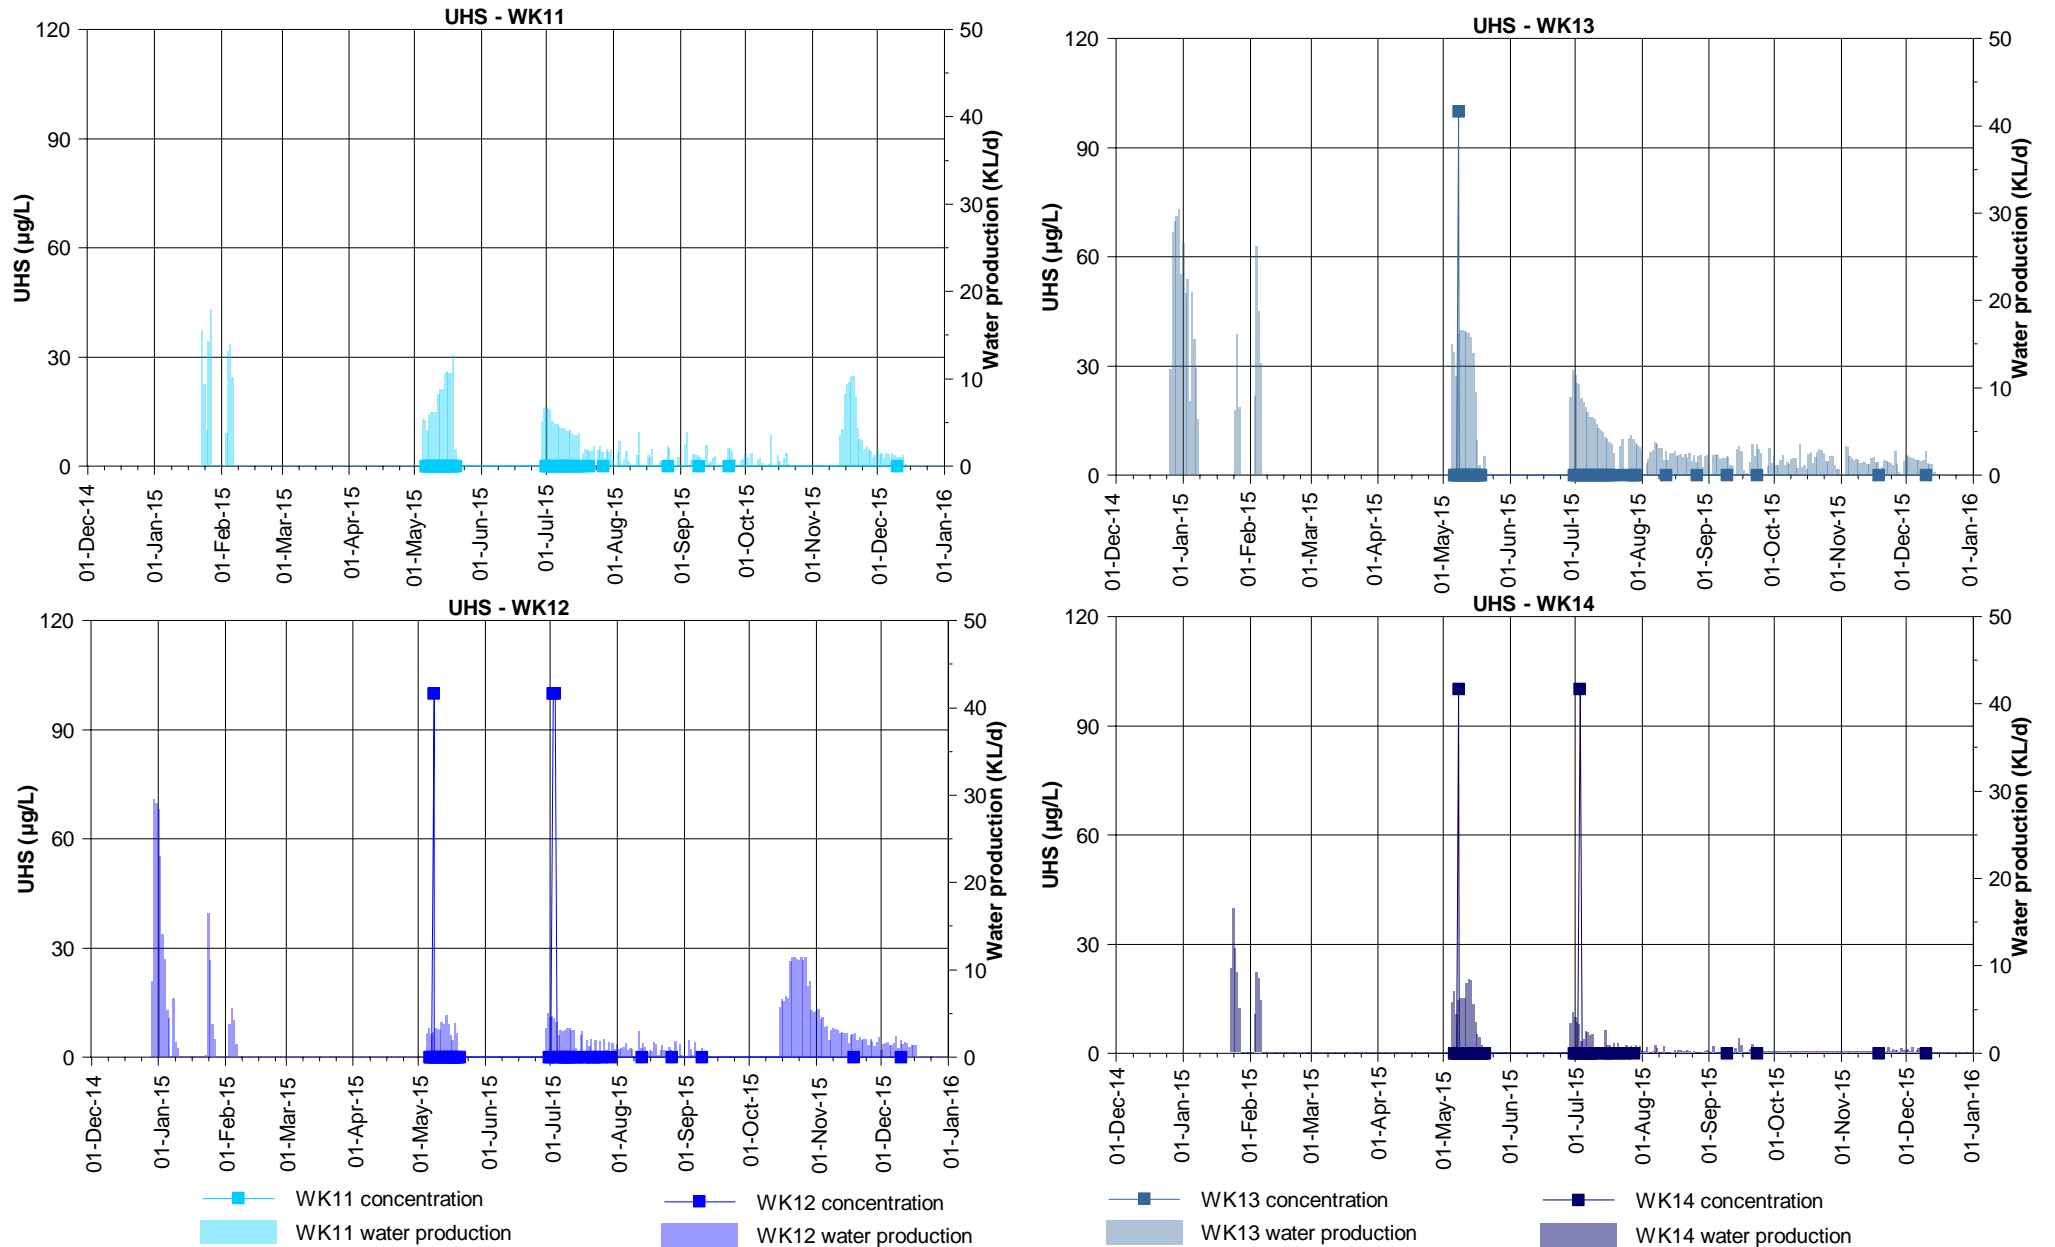 UHS - WK11
120
90
60
30
0
UHS (µg/L)
50
40
30
20
10
0
Water production (KL/d)
01-Dec-14
01-Jan-15
01-Feb-15
01-Mar-15
01-Apr-15
01-May-15
01-Jun-15
01-Jul-15
01-Aug-15
01-Sep-15
01-Oct-15
01-Nov-15
01-Dec-15
01-Jan-16
UHS - WK13
120
90
60
30
0
UHS (µg/L)
50
40
30
20
10
0
Water production (KL/d)
01-Dec-14
01-Jan-15
01-Feb-15
01-Mar-15
01-Apr-15
01-May-15
01-Jun-15
01-Jul-15
01-Aug-15
01-Sep-15
01-Oct-15
01-Nov-15
01-Dec-15
01-Jan-16
UHS - WK12
120
90
60
30
0
UHS (µg/L)
50
40
30
20
10
0
Water production (KL/d)
01-Dec-14
01-Jan-15
01-Feb-15
01-Mar-15
01-Apr-15
01-May-15
01-Jun-15
01-Jul-15
01-Aug-15
01-Sep-15
01-Oct-15
01-Nov-15
01-Dec-15
01-Jan-16
UHS - WK14
120
90
60
30
0
UHS (µg/L)
50
40
30
20
10
0
Water production (KL/d)
01-Dec-14
01-Jan-15
01-Feb-15
01-Mar-15
01-Apr-15
01-May-15
01-Jun-15
01-Jul-15
01-Aug-15
01-Sep-15
01-Oct-15
01-Nov-15
01-Dec-15
01-Jan-16
WK11 concentration
WK11 water production
WK12 concentration
WK12 water production
WK13 concentration
WK13 water production
WK14 concentration
WK14 water production